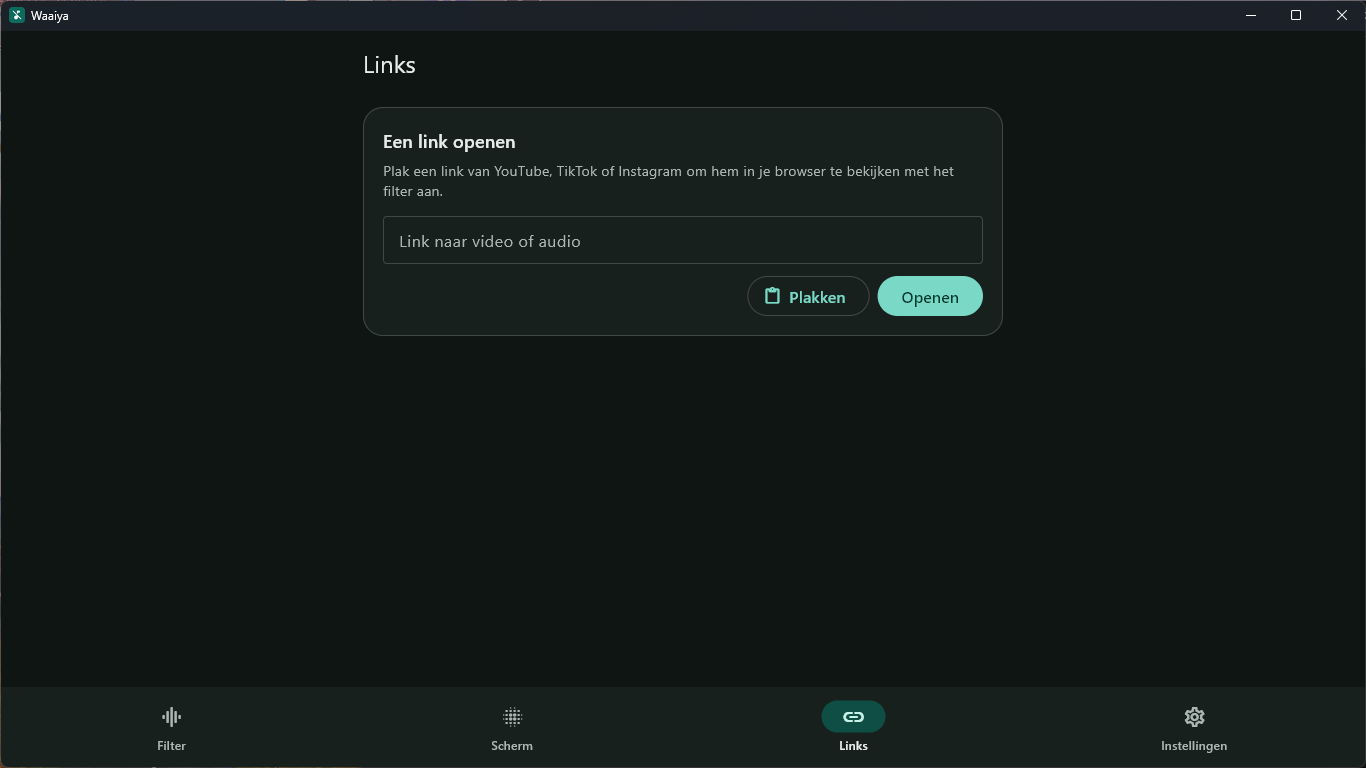 Waaiya
Links
Een link openen
Plak een link van YouTube, TikTok of Instagram om hem in je browser te bekijken met het
filter aan.
Link naar video of audio
Plakken
Openen
Filter
Scherm
Links
Instellingen